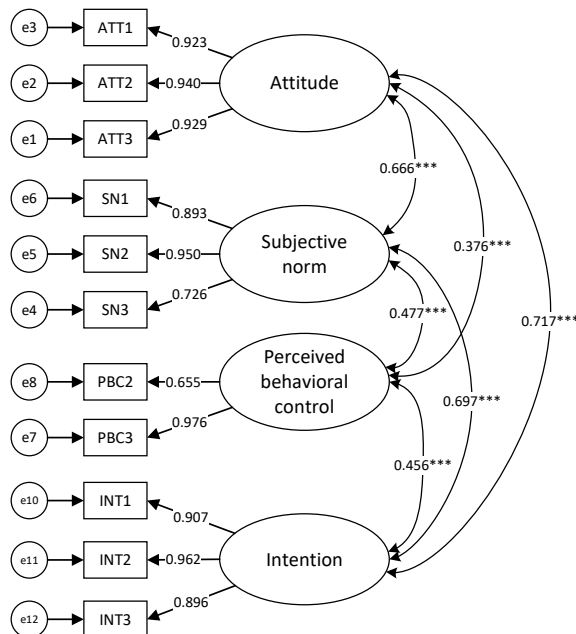 e3
ATT1
0.923
e2
ATT2
0.940
Attitude
e1
ATT3
0.929
0.666***
e6
SN1
0.893
e5
SN2
0.950
Subjective
norm
0.376***
e4
SN3
0.726
0.477***
0.717***
e8
PBC2
0.655
Perceived
behavioral
control
e7
PBC3
0.976
0.697***
0.456***
e10
INT1
0.907
e11
INT2
0.962
Intention
e12
INT3
0.896